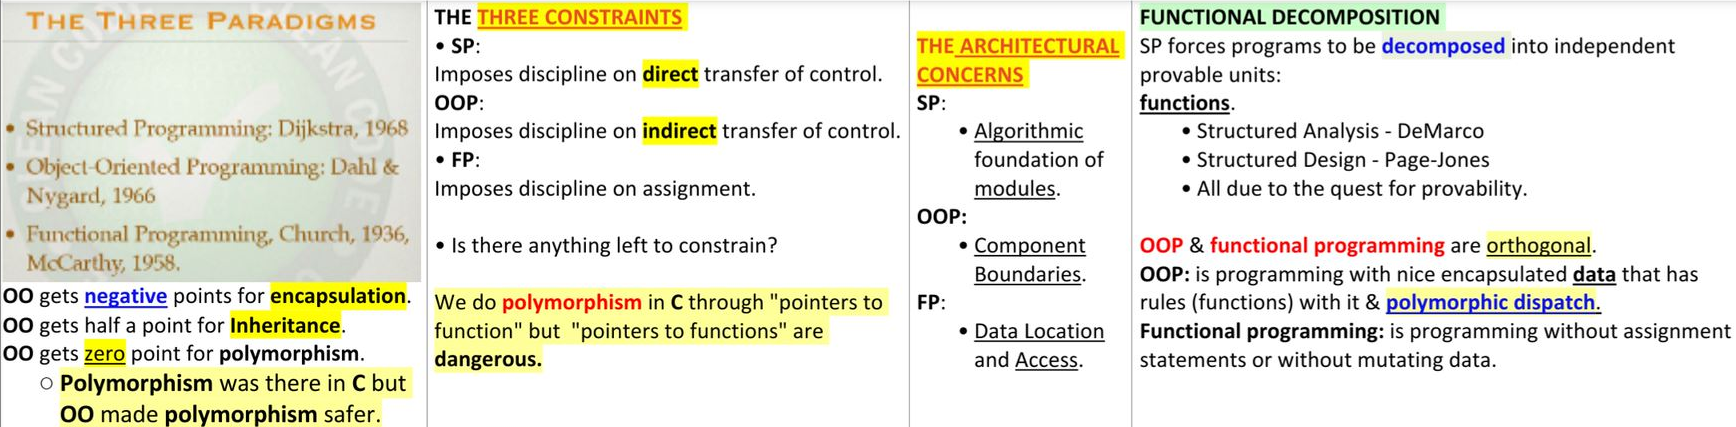 THE THREE PARADIGMS
• Structured Programming: Dijkstra, 1968
• Object-Oriented Programming: Dahl &
Nygard, 1966
• Functional Programming, Church, 1936,
McCarthy, 1958.
OO gets negative points for encapsulation.
OO gets half a point for Inheritance.
OO gets zero point for polymorphism.
○ Polymorphism was there in C but
OO made polymorphism safer.
THE THREE CONSTRAINTS
• SP:
Imposes discipline on direct transfer of control.
OOP:
Imposes discipline on indirect transfer of control.
• FP:
Imposes discipline on assignment.
• Is there anything left to constrain?
We do polymorphism in C through "pointers to
function" but "pointers to functions" are
dangerous.
THE ARCHITECTURAL
CONCERNS
SP:
• Algorithmic
foundation of
modules.
OOP:
• Component
Boundaries.
FP:
• Data Location
and Access.
FUNCTIONAL DECOMPOSITION
SP forces programs to be decomposed into independent
provable units:
functions.
• Structured Analysis - DeMarco
• Structured Design - Page-Jones
• All due to the quest for provability.
OOP & functional programming are orthogonal.
OOP: is programming with nice encapsulated data that has
rules (functions) with it & polymorphic dispatch.
Functional programming: is programming without assignment
statements or without mutating data.